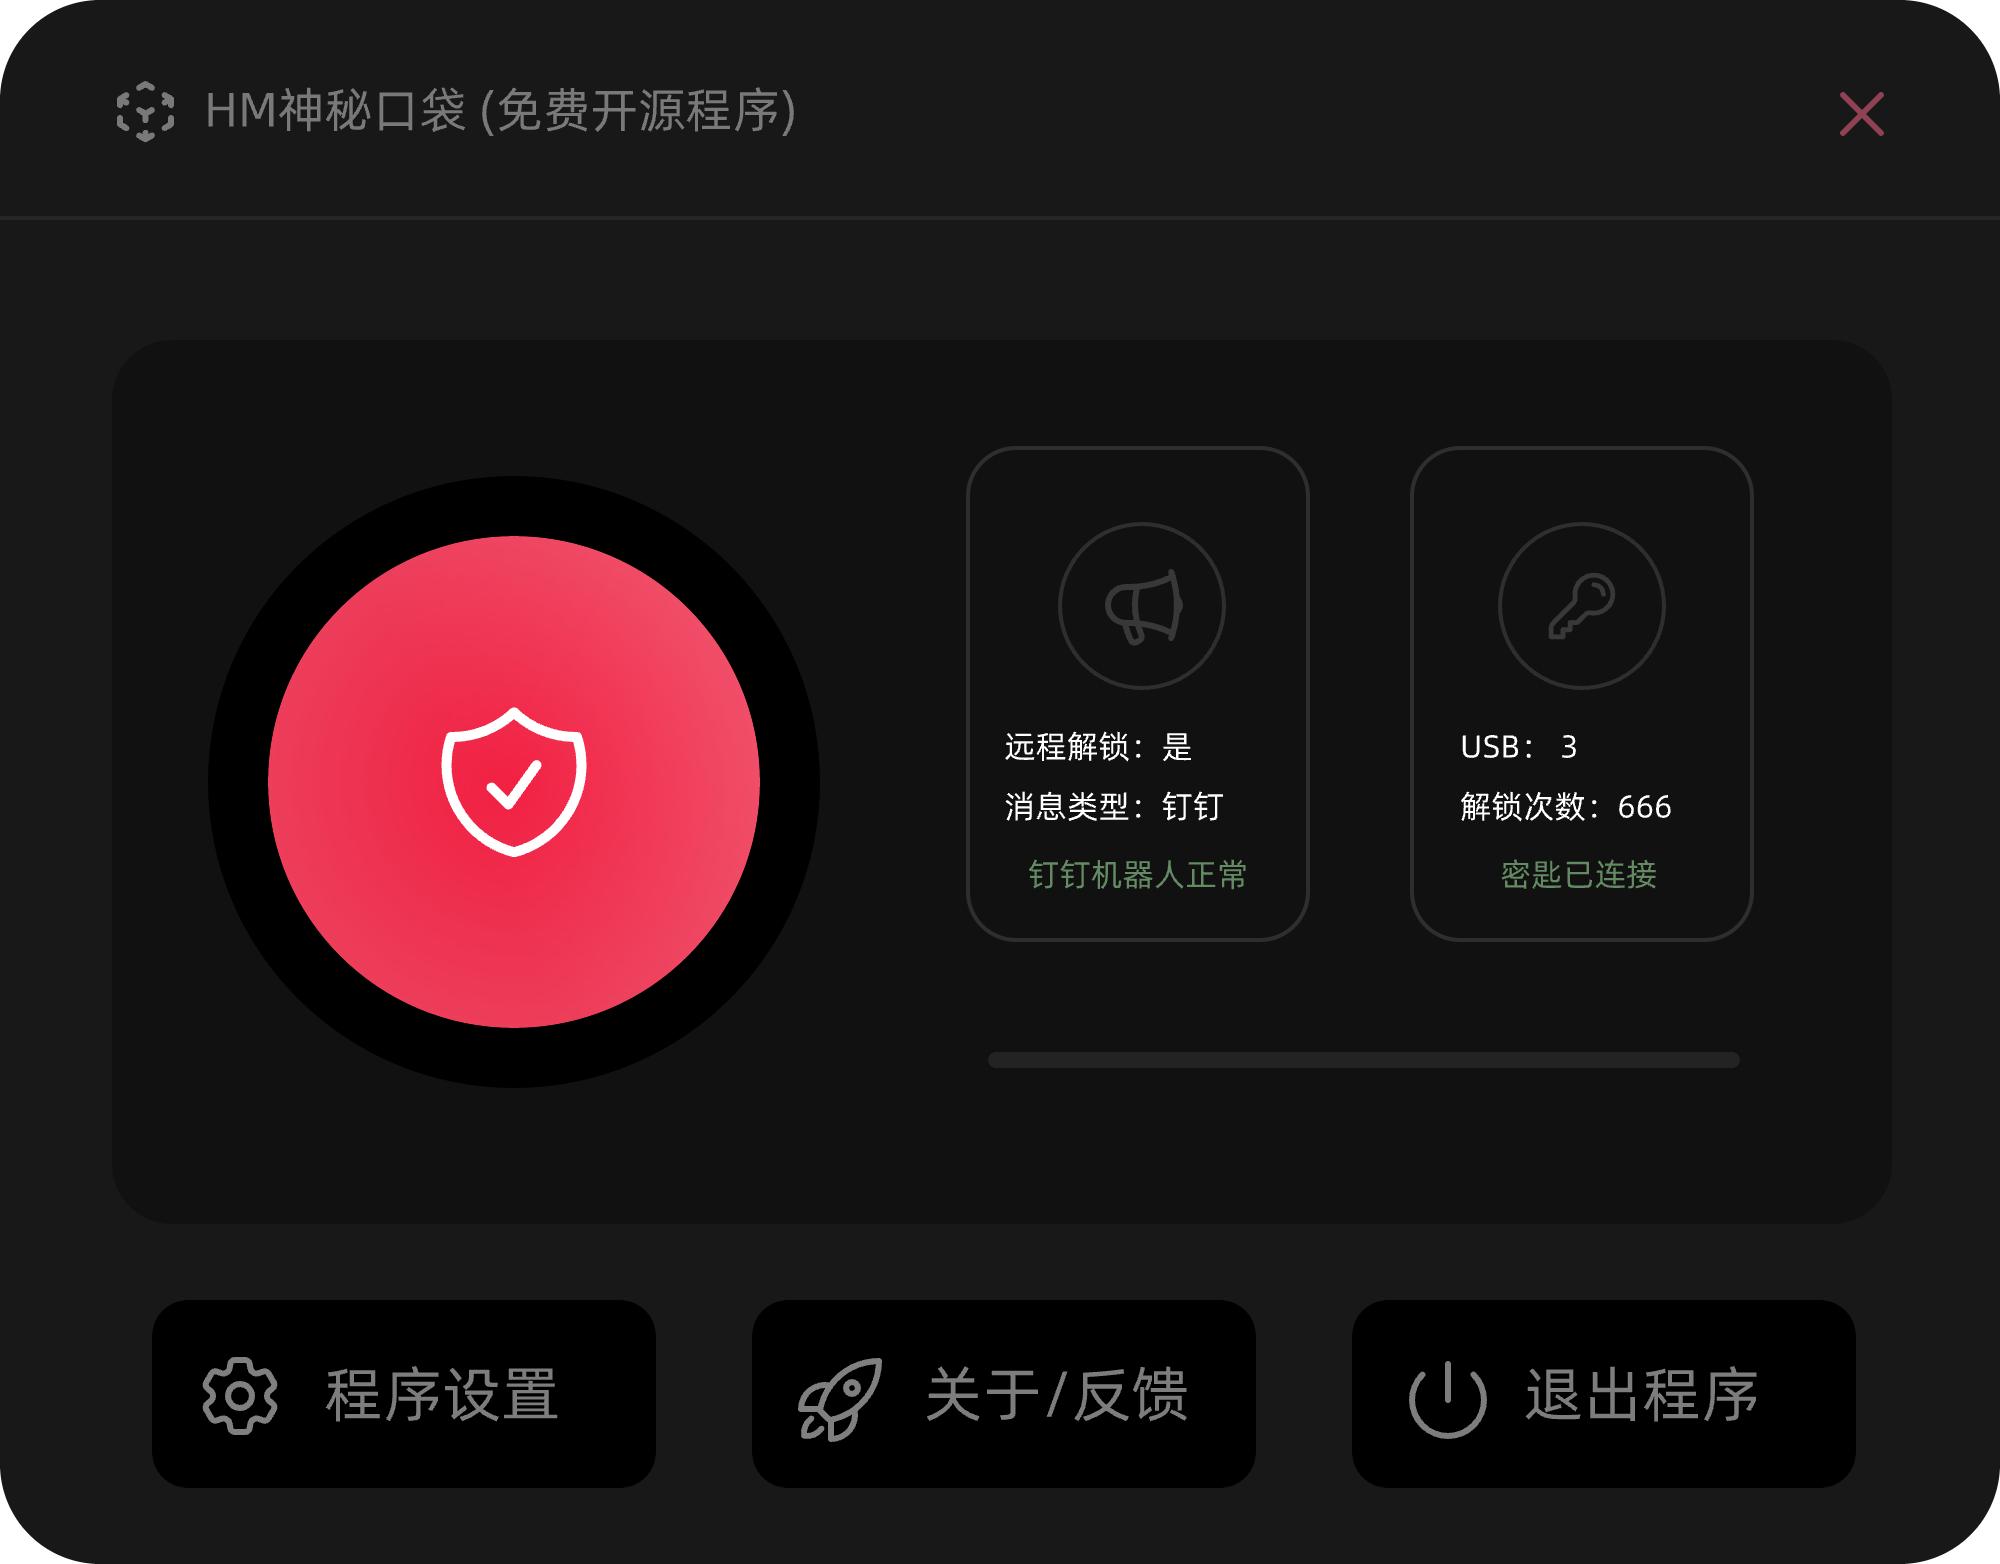 HM神秘口袋 (免费开源程序)
远程解锁：是
消息类型：钉钉
钉钉机器人正常
USB： 3
解锁次数：666
密匙已连接
程序设置
关于/反馈
退出程序